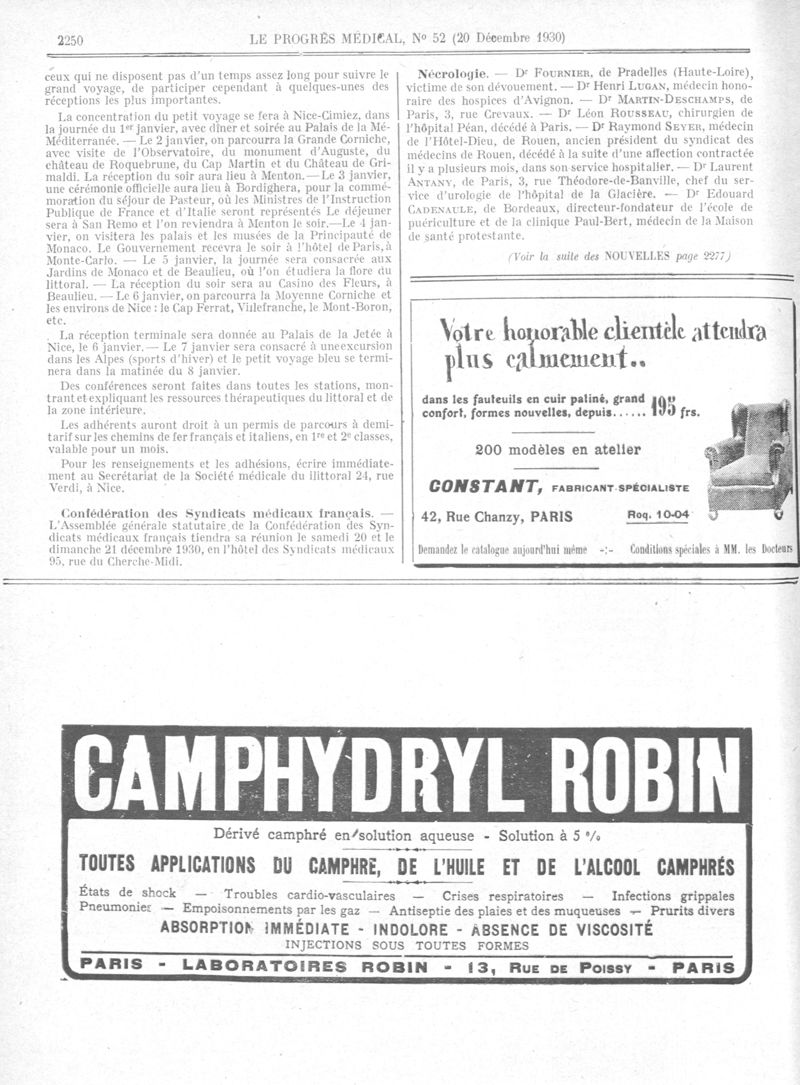 2250
LE PROGRÈS MÉDICAL, N° 52 (20 Décembre 1930)
ceux qui ne disposent pas d'un temps assez long pour suivre le
grand voyage, de participer cependant à quelques-unes des
réceptions les plus importantes.
La concentration du petit voyage se fera à Nice-Cimiez, dans
la journée du 1er janvier, avec dîner et soirée au Palais de la Mé-
Méditerranée. — Le 2 janvier, on parcourra la Grande Corniche,
avec visite de l'Observatoire, du monument d'Auguste, du
château de Roquebrune, du Cap Martin et du Château de Gri-
maldi. La réception du soir aura lieu à Menton. — Le 3 janvier,
une cérémonie officielle aura lieu à Bordighera, pour la commé-
moration du séjour de Pasteur, où les Ministres de l'Instruction
Publique de France et d'Italie seront représentés Le déjeuner
sera à San Remo et l'on reviendra à Menton le soir.—Le 4 jan-
vier, on visitera les palais et les musées de la Principauté de
Monaco. Le Gouvernement recevra le soir à l'hôtel de Paris, à
Monte-Carlo. — Le 5 janvier, la journée sera consacrée aux
Jardins de Monaco et de Beaulieu, où l'on étudiera la flore du
littoral. — La réception du soir sera au Casino des Fleurs, à
Beaulieu. — Le 6 janvier, on parcourra la Moyenne Corniche et
les environs de Nice : le Cap Ferrat, Villefranche, le Mont-Boron,
etc.
La réception terminale sera donnée au Palais de la Jetée à
Nice, le 6 janvier. — Le 7 janvier sera consacré à une excursion
dans les Alpes (sports d'hiver) et le petit voyage bleu se termi-
nera dans la matinée du 8 janvier.
Des conférences seront faites dans toutes les stations, mon-
trant et expliquant les ressources thérapeutiques du littoral et de
la zone intérieure.
Les adhérents auront droit à un permis de parcours à demi-
tarif sur les chemins de fer français et italiens, en 1re et 2e classes,
valable pour un mois.
Pour les renseignements et les adhésions, écrire immédiate-
ment au Secrétariat de la Société médicale du ilittoral 24, rue
Verdi, à Nice.
Confédération des Syndicats médicaux français. —
L'Assemblée générale statutaire de la Confédération des Syn-
dicats médicaux français tiendra sa réunion le samedi 20 et le
dimanche 21 décembre 1930, en l'hôtel des Syndicats médicaux
95, rue du Cherche-Midi.
Nécrologie. — Dr FOURNIER, de Pradelles (Haute-Loire),
victime de son dévouement. — Dr Henri LUGAN, médecin hono-
raire des hospices d'Avignon. — Dr MARTIN-DESCHAMPS, de
Paris, 3, rue Crevaux. — Dr Léon ROUSSEAU, chirurgien de
l'hôpital Péan, décédé à Paris. — Dr Raymond SEYER, médecin
de l'Hôtel-Dieu, de Rouen, ancien président du syndicat des
médecins de Rouen, décédé à la suite d'une affection contractée
il y a plusieurs mois, dans son service hospitalier. — Dr Laurent
ANTANY, de Paris, 3, rue Théodore-de-Banville, chef du ser-
vice d'urologie de l'hôpital de la Glacière. — Dr Edouard
CADENAULE, de Bordeaux, directeur-fondateur de l'école de
puériculture et de la clinique Paul-Bert, médecin de la Maison
de santé protestante.
(Voir la suite des NOUVELLES page 2277)
Votre honorable clientèle attendra
plus calmement..
dans les fauteuils en cuir patiné, grand
confort, formes nouvelles, depuis...... 195 frs.
200 modèles en atelier
CONSTANT, FABRICANT SPÉCIALISTE
42, Rue Chanzy, PARIS Roq. 10-04
Demandez le catalogue aujourd'hui même -:- Conditions spéciales à MM. les Docteurs
CAMPHYDRYL ROBIN
Dérivé camphré en solution aqueuse - Solution à 5 %
TOUTES APPLICATIONS DU CAMPHRE, DE L'HUILE ET DE L'ALCOOL CAMPHRÉS
États de shock — Troubles cardio-vasculaires — Crises respiratoires — Infections grippales
Pneumonies — Empoisonnements par les gaz — Antiseptie des plaies et des muqueuses — Prurits divers
ABSORPTION IMMÉDIATE - INDOLORE - ABSENCE DE VISCOSITÉ
INJECTIONS SOUS TOUTES FORMES
PARIS - LABORATOIRES ROBIN - 13, RUE DE POISSY - PARIS